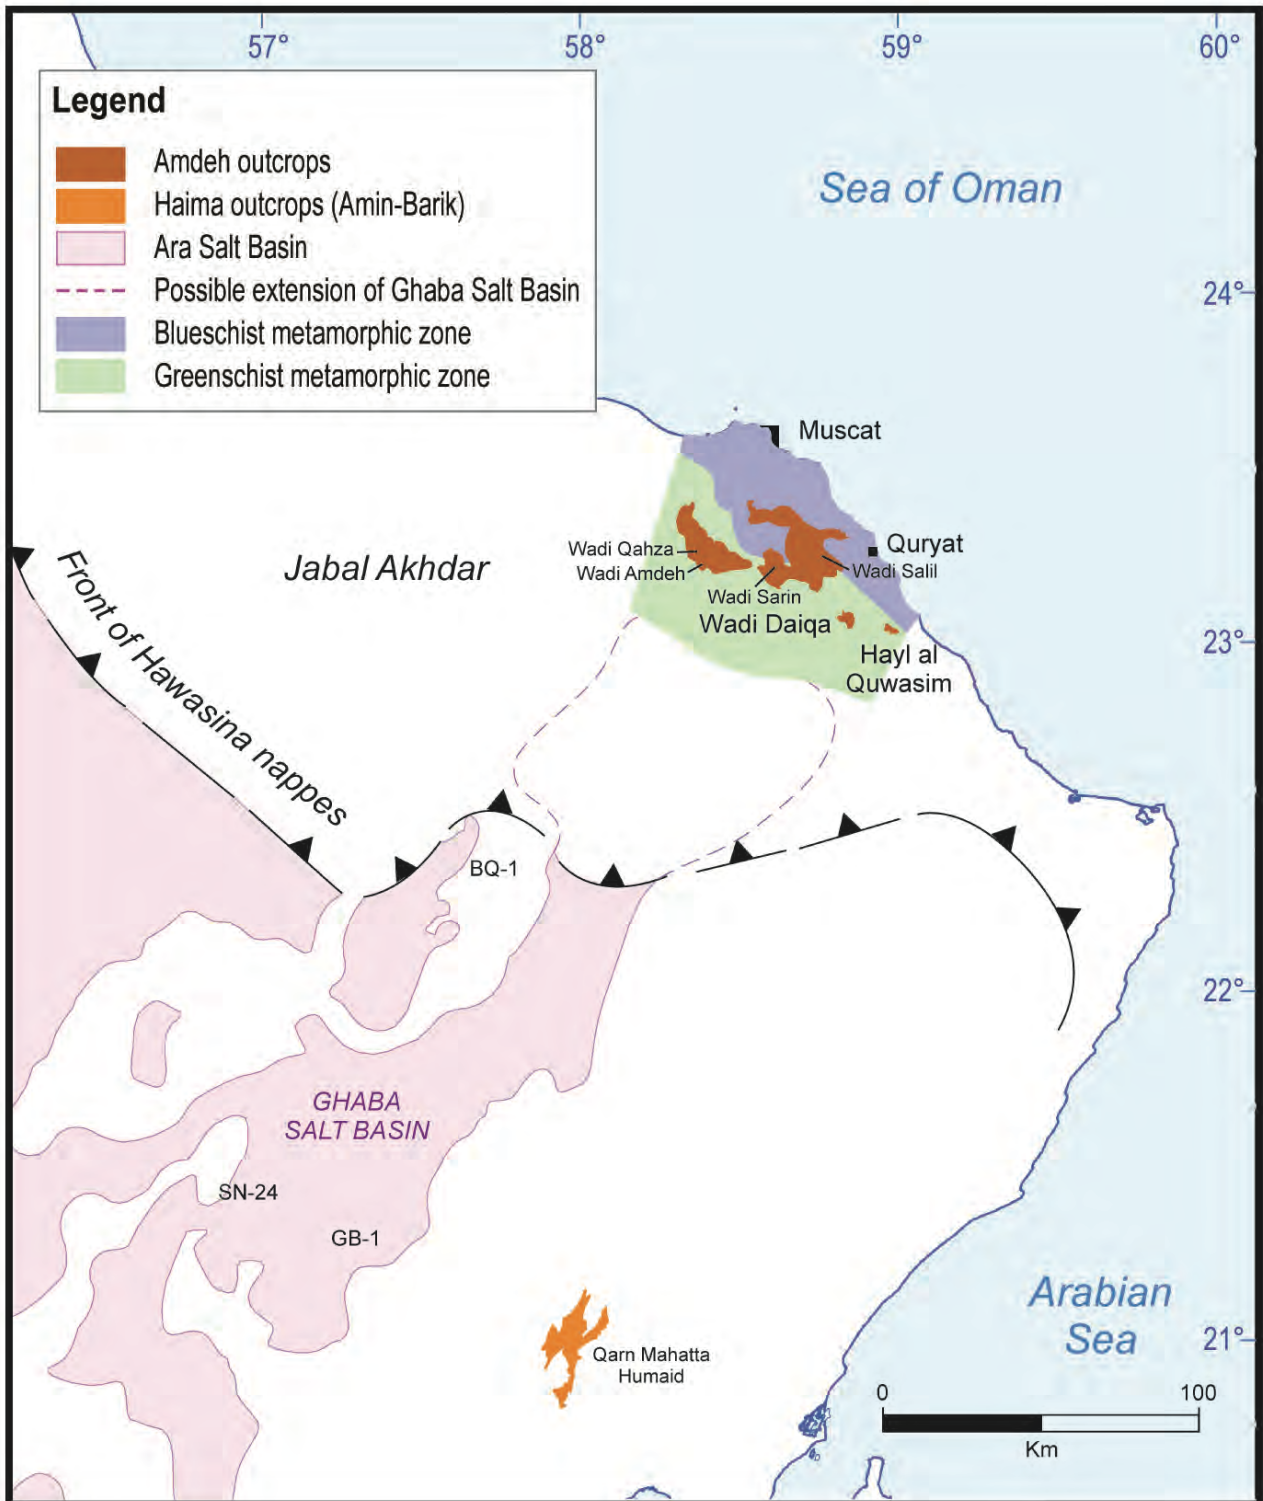 57°
58°
59°
60°
Legend
Amdeh outcrops
Haima outcrops (Amin-Barik)
Ara Salt Basin
Possible extension of Ghaba Salt Basin
Blueschist metamorphic zone
Greenschist metamorphic zone
Sea of Oman
24°
Muscat
Quryat
Wadi Qahza
Wadi Amdeh
Wadi Salil
Wadi Sarin
Wadi Daiqa
Hayl al
Quwasim
23°
Jabal Akhdar
Front of Hawasina nappes
BQ-1
22°
GHABA
SALT BASIN
SN-24
GB-1
Qarn Mahatta
Humaid
Arabian
Sea
21°
0
100
Km